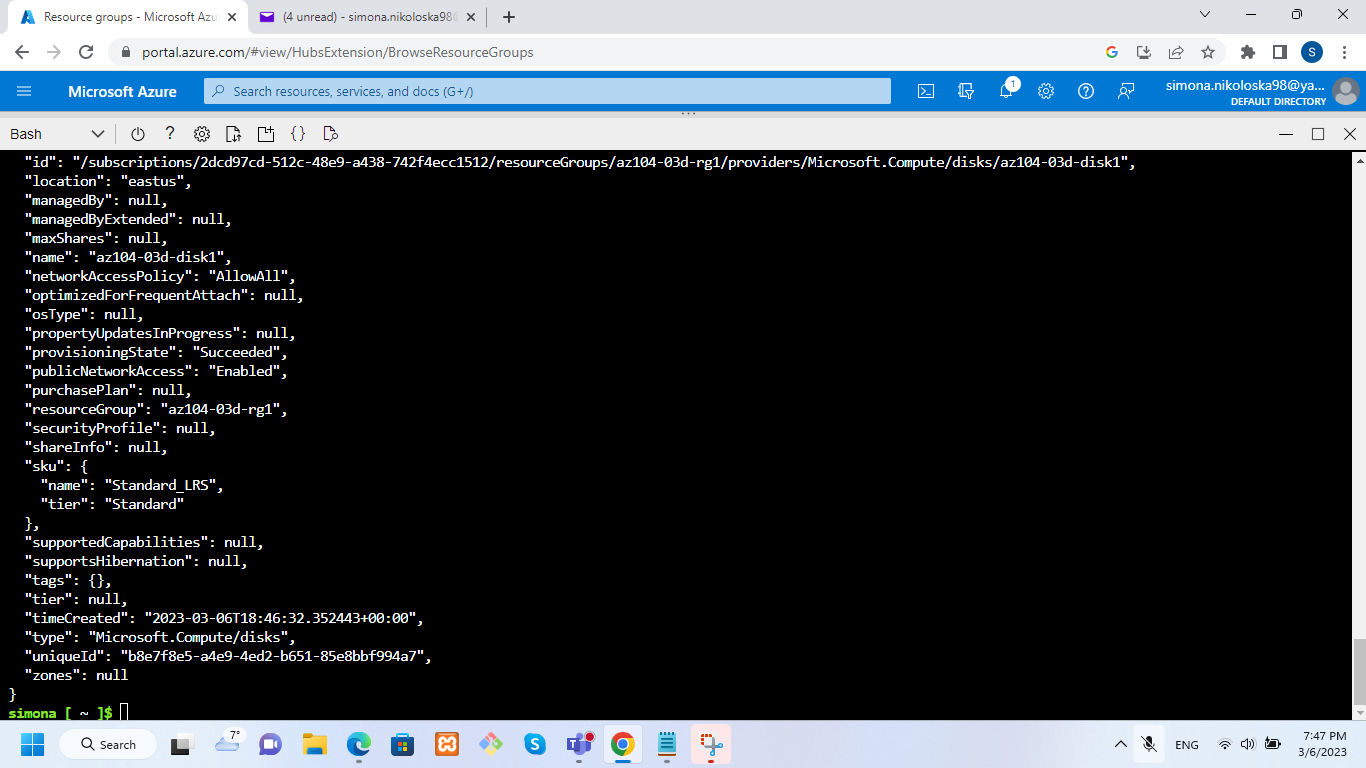 Resource groups - Microsoft Azu
(4 unread) - simona.nikoloska98@
portal.azure.com/#view/HubsExtension/BrowseResourceGroups
S
Microsoft Azure
Search resources, services, and docs (G+/)
1
simona.nikoloska98@ya...
DEFAULT DIRECTORY
Bash
"id": "/subscriptions/2dcd97cd-512c-48e9-a438-742f4ecc1512/resourceGroups/az104-03d-rg1/providers/Microsoft.Compute/disks/az104-03d-disk1",
"location": "eastus",
"managedBy": null,
"managedByExtended": null,
"maxShares": null,
"name": "az104-03d-disk1",
"networkAccessPolicy": "AllowAll",
"optimizedForFrequentAttach": null,
"osType": null,
"propertyUpdatesInProgress": null,
"provisioningState": "Succeeded",
"publicNetworkAccess": "Enabled",
"purchasePlan": null,
"resourceGroup": "az104-03d-rg1",
"securityProfile": null,
"shareInfo": null,
"sku": {
"name": "Standard_LRS",
"tier": "Standard"
},
"supportedCapabilities": null,
"supportsHibernation": null,
"tags": {},
"tier": null,
"timeCreated": "2023-03-06T18:46:32.352443+00:00",
"type": "Microsoft.Compute/disks",
"uniqueId": "b8e7f8e5-a4e9-4ed2-b651-85e8bbf994a7",
"zones": null
}
simona [ ~ ]$
Search
7°
ENG
7:47 PM
3/6/2023